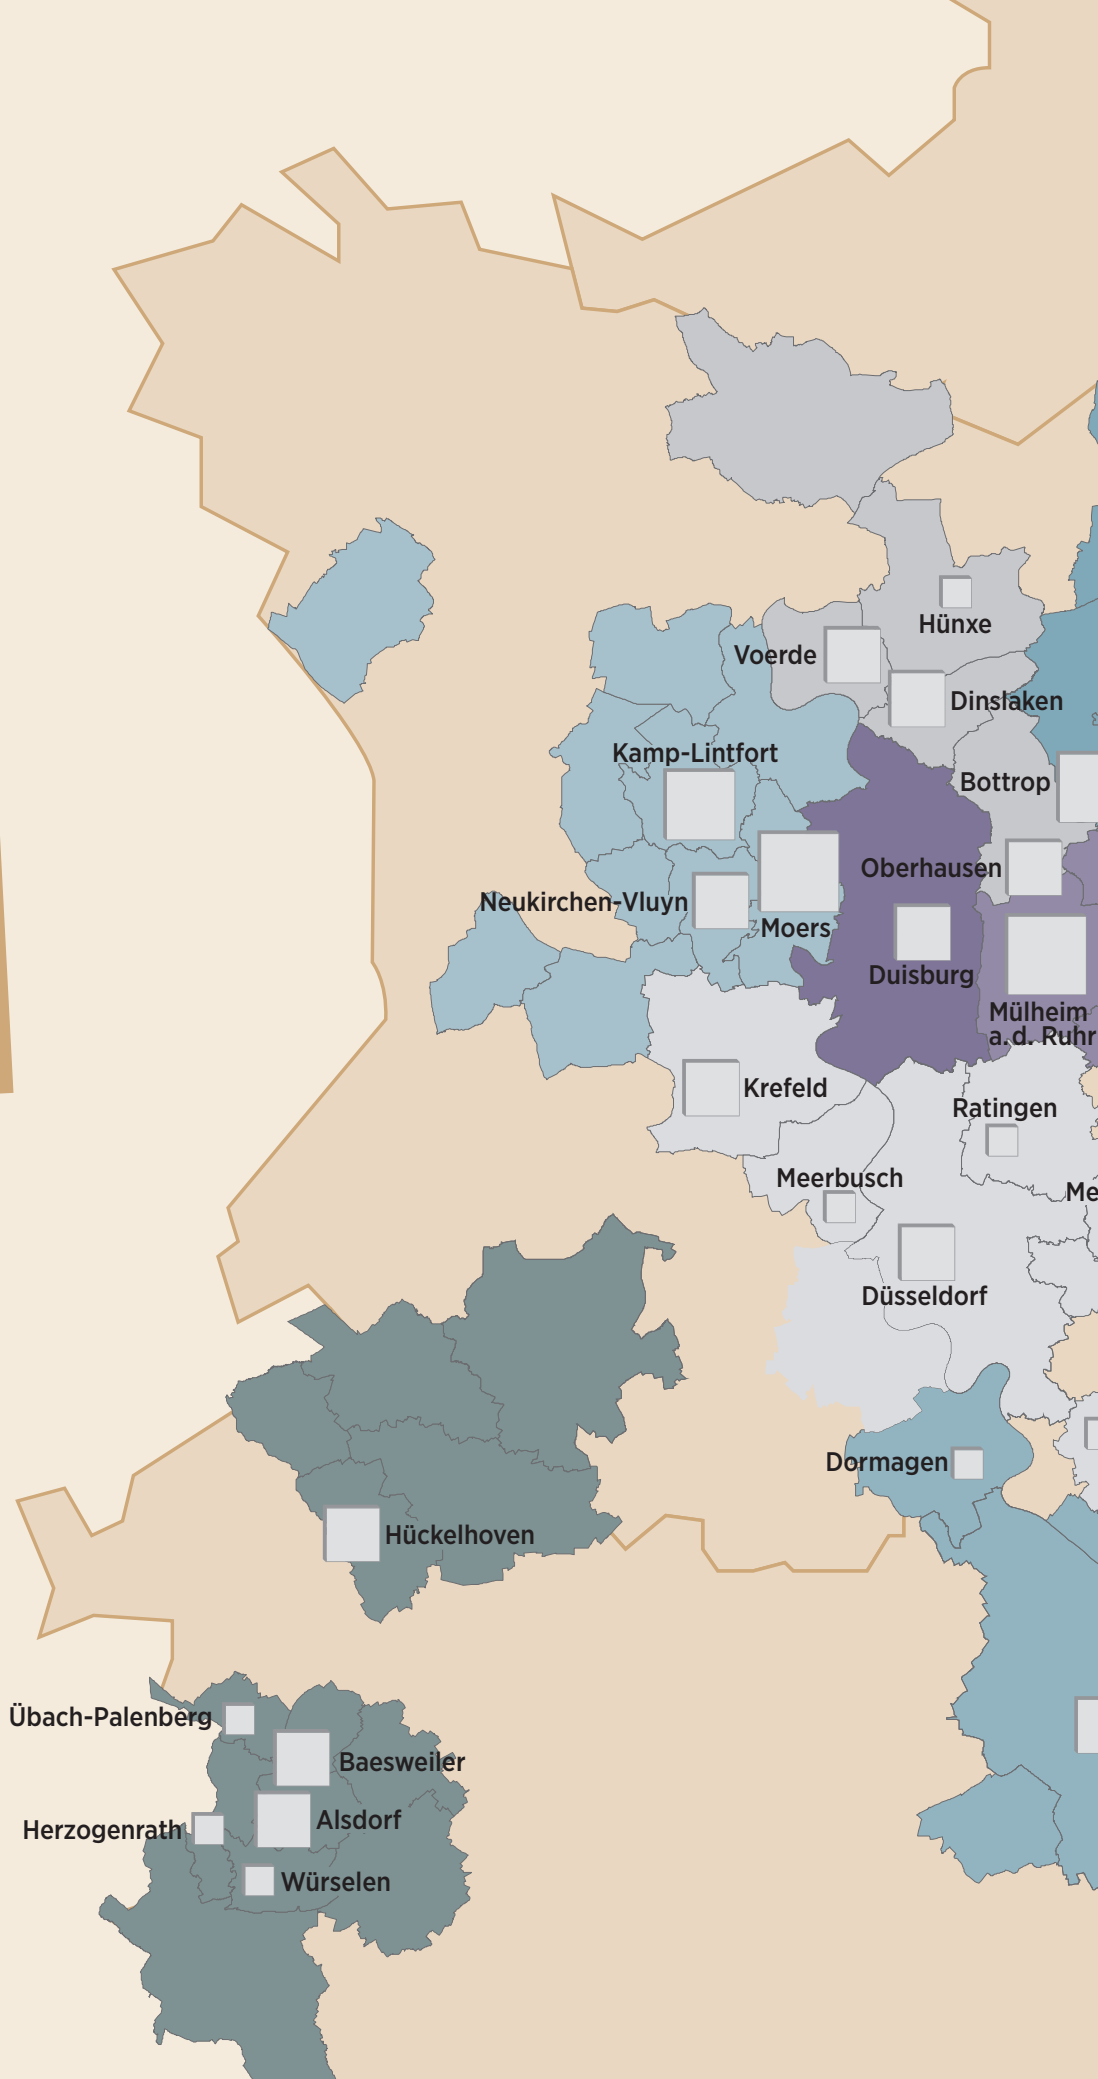 Hünxe
Voerde
Dinslaken
Kamp-Lintfort
Bottrop
Oberhausen
Neukirchen-Vluyn
Moers
Duisburg
Mülheim
a.d. Ruhr
Krefeld
Ratingen
Meerbusch
Me
Düsseldorf
Dormagen
Hückelhoven
Übach-Palenberg
Baesweiler
Alsdorf
Herzogenrath
Würselen